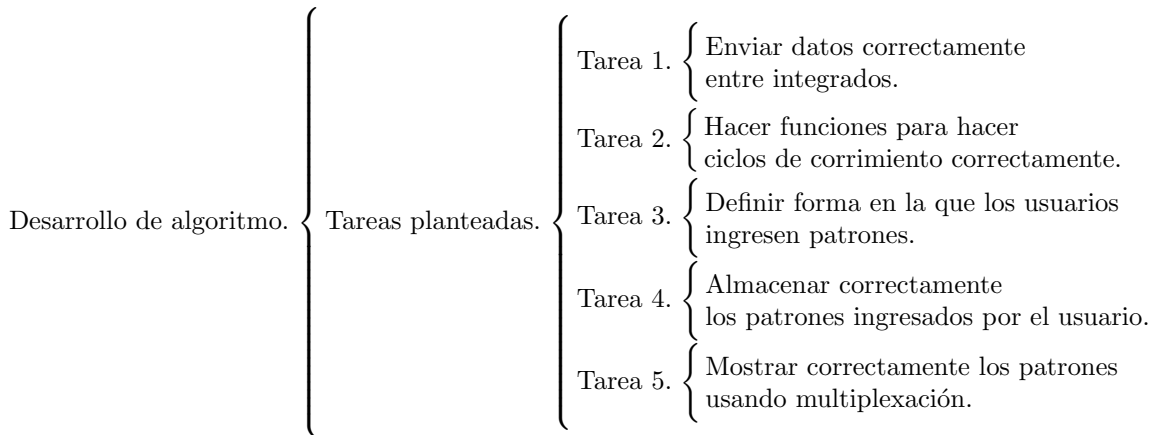 Desarrollo de algoritmo.
Tareas planteadas.
Tarea 1.
Enviar datos correctamente
entre integrados.
Tarea 2.
Hacer funciones para hacer
ciclos de corrimiento correctamente.
Tarea 3.
Definir forma en la que los usuarios
ingresen patrones.
Tarea 4.
Almacenar correctamente
los patrones ingresados por el usuario.
Tarea 5.
Mostrar correctamente los patrones
usando multiplexación.